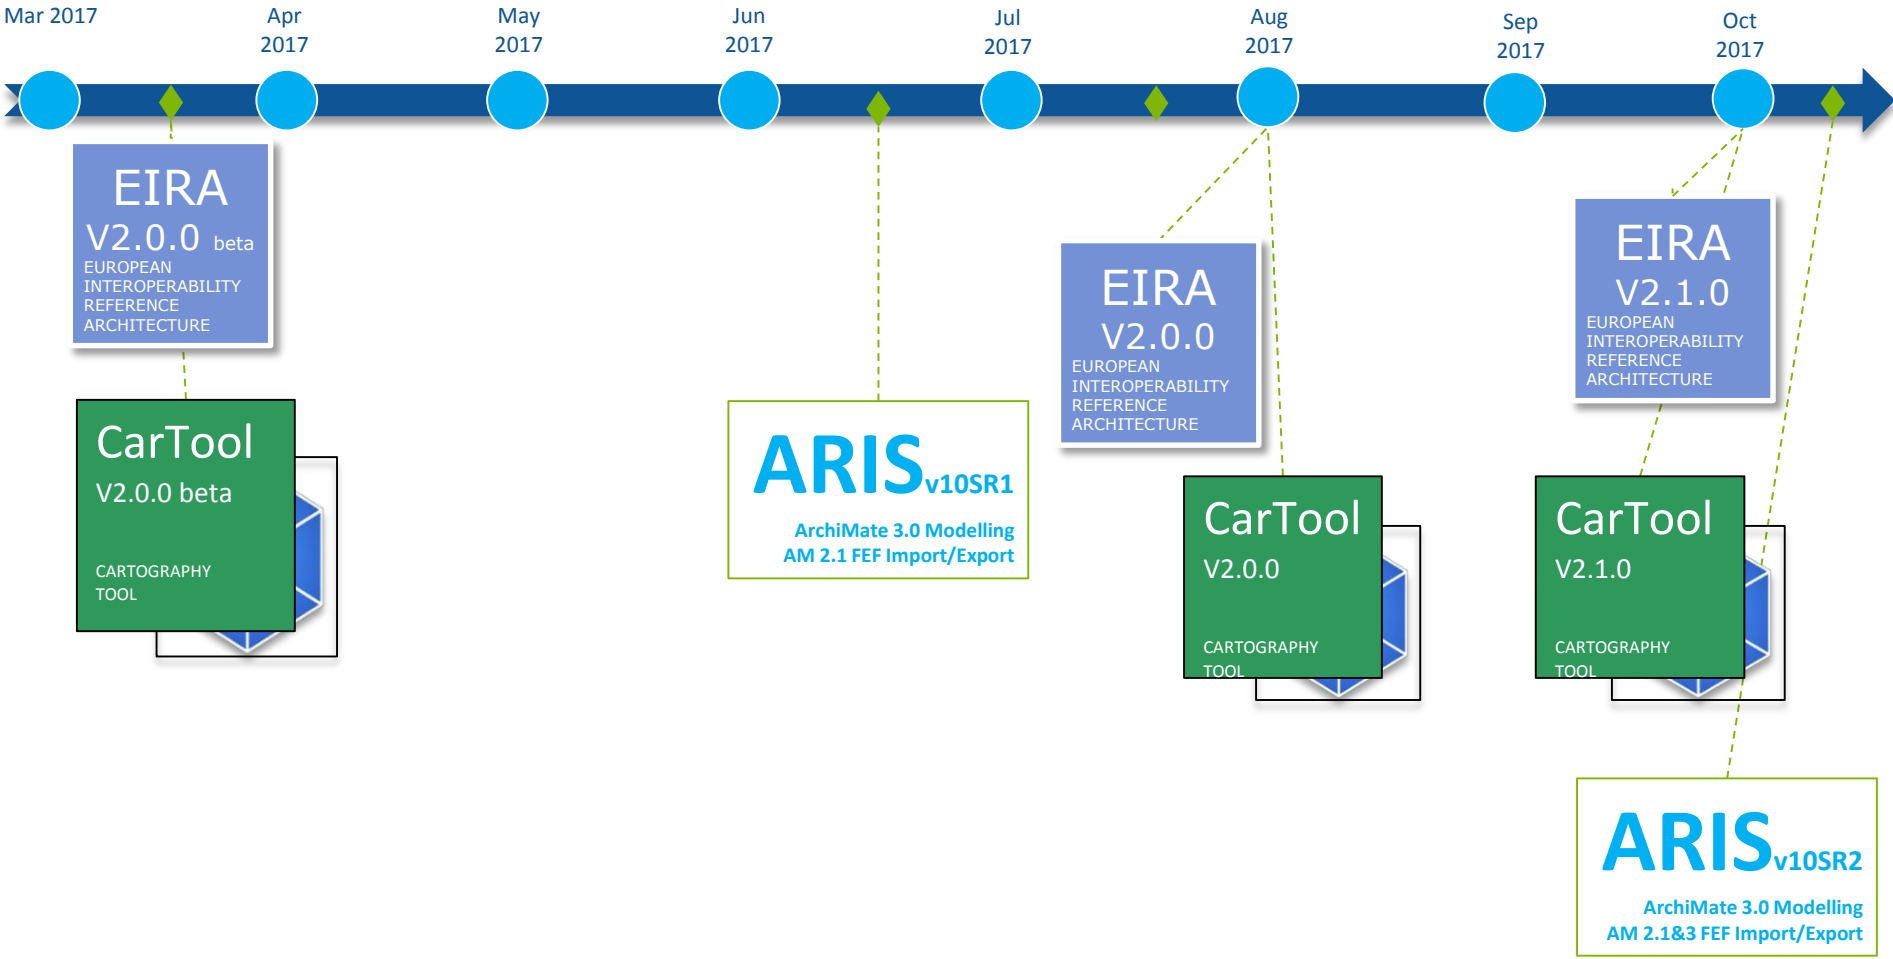 Mar 2017
Apr
2017
May
2017
Jun
2017
Jul
2017
Aug
2017
Sep
2017
Oct
2017
EIRA
V2.0.0 beta
EUROPEAN
INTEROPERABILITY
REFERENCE
ARCHITECTURE
CarTool
V2.0.0 beta
CARTOGRAPHY
TOOL
ARIS v10SR1
ArchiMate 3.0 Modelling
AM 2.1 FEF Import/Export
EIRA
V2.0.0
EUROPEAN
INTEROPERABILITY
REFERENCE
ARCHITECTURE
CarTool
V2.0.0
CARTOGRAPHY
TOOL
EIRA
V2.1.0
EUROPEAN
INTEROPERABILITY
REFERENCE
ARCHITECTURE
CarTool
V2.1.0
CARTOGRAPHY
TOOL
ARIS v10SR2
ArchiMate 3.0 Modelling
AM 2.1&3 FEF Import/Export